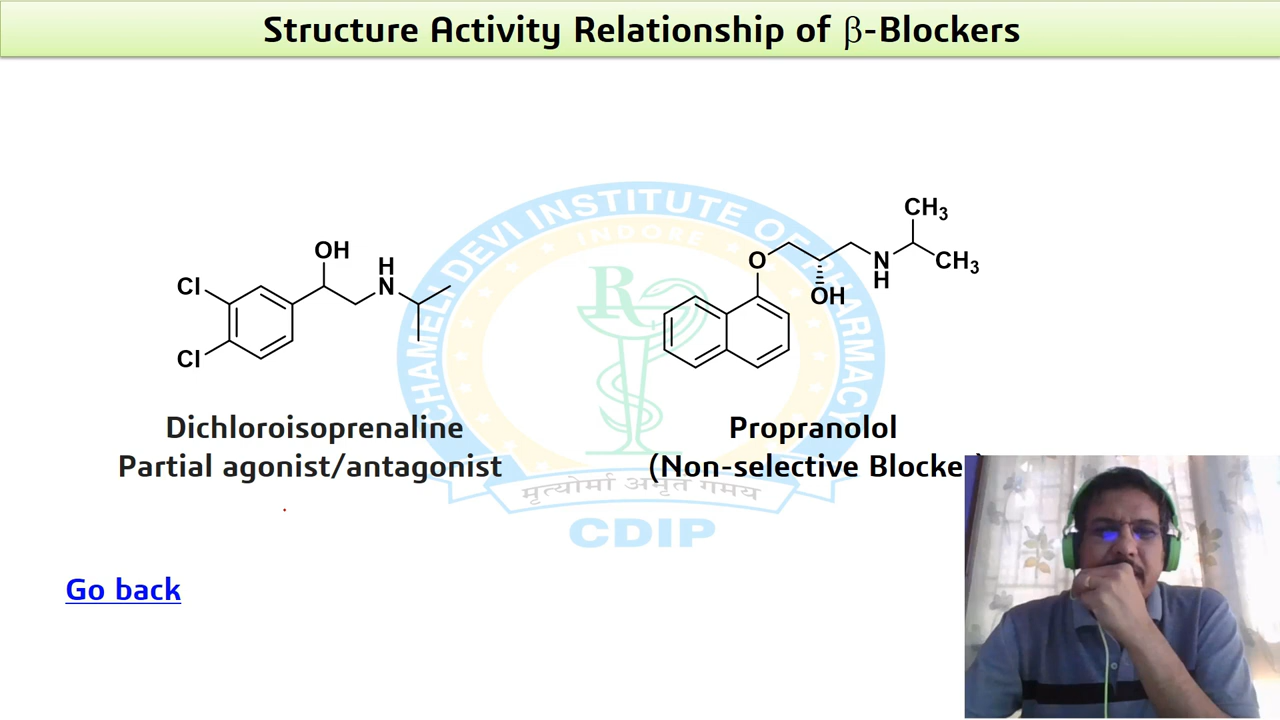 Structure Activity Relationship of β-Blockers
CHAMELI DEVI INSTITUTE OF PHARMACY
INDORE
OH
H
N
Cl
Cl
CH₃
O
N
H
CH₃
OH
Dichloroisoprenaline
Partial agonist/antagonist
Propranolol
(Non-selective Blocke
मृत्योर्मा अमृतं गमय
CDIP
Go back